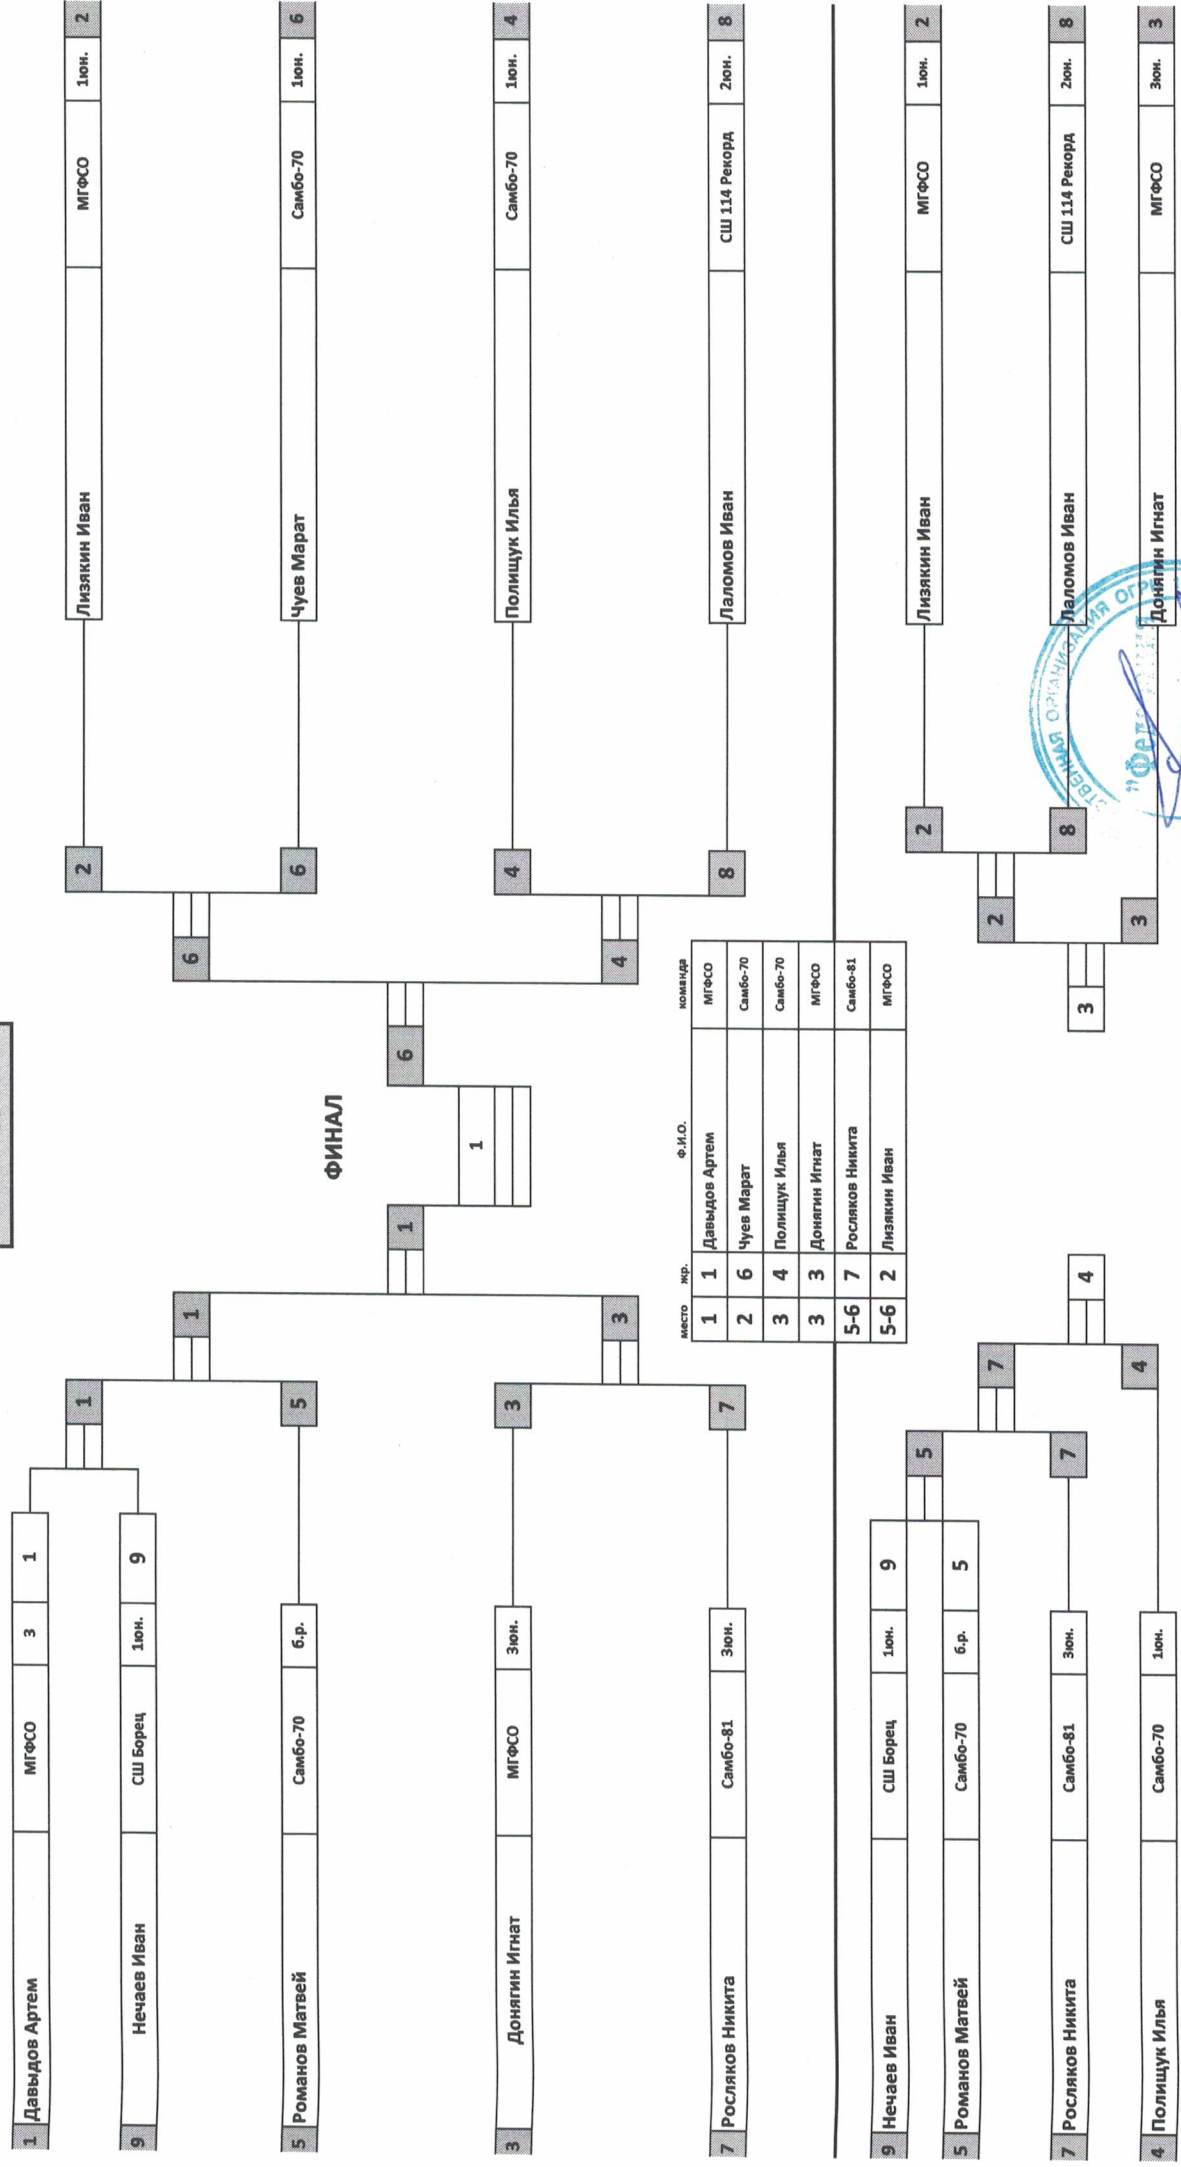 1 Давыдов Артем МГФСО 3 1
9 Нечаев Иван СШ Борец 1юн. 9
5 Романов Матвей Самбо-70 б.р.
3 Донягин Игнат МГФСО 3юн.
7 Росляков Никита Самбо-81 3юн.
1
5
3
7
1
3
1
ФИНАЛ
1
6
6
4
2
6
4
8
Лизякин Иван МГФСО 1юн. 2
Чуев Марат Самбо-70 1юн. 6
Полищук Илья Самбо-70 1юн. 4
Лаломов Иван СШ 114 Рекорд 2юн. 8
место жр. Ф.И.О. команда
1 1 Давыдов Артем МГФСО
2 6 Чуев Марат Самбо-70
3 4 Полищук Илья Самбо-70
3 3 Донягин Игнат МГФСО
5-6 7 Росляков Никита Самбо-81
5-6 2 Лизякин Иван МГФСО
9 Нечаев Иван СШ Борец 1юн. 9
5 Романов Матвей Самбо-70 б.р. 5
7 Росляков Никита Самбо-81 3юн.
4 Полищук Илья Самбо-70 1юн.
5
7
7
4
4
3
2
3
2
8
Лизякин Иван МГФСО 1юн. 2
Лаломов Иван СШ 114 Рекорд 2юн. 8
Донягин Игнат МГФСО 3юн. 3
ОРГАНИЗАЦИЯ